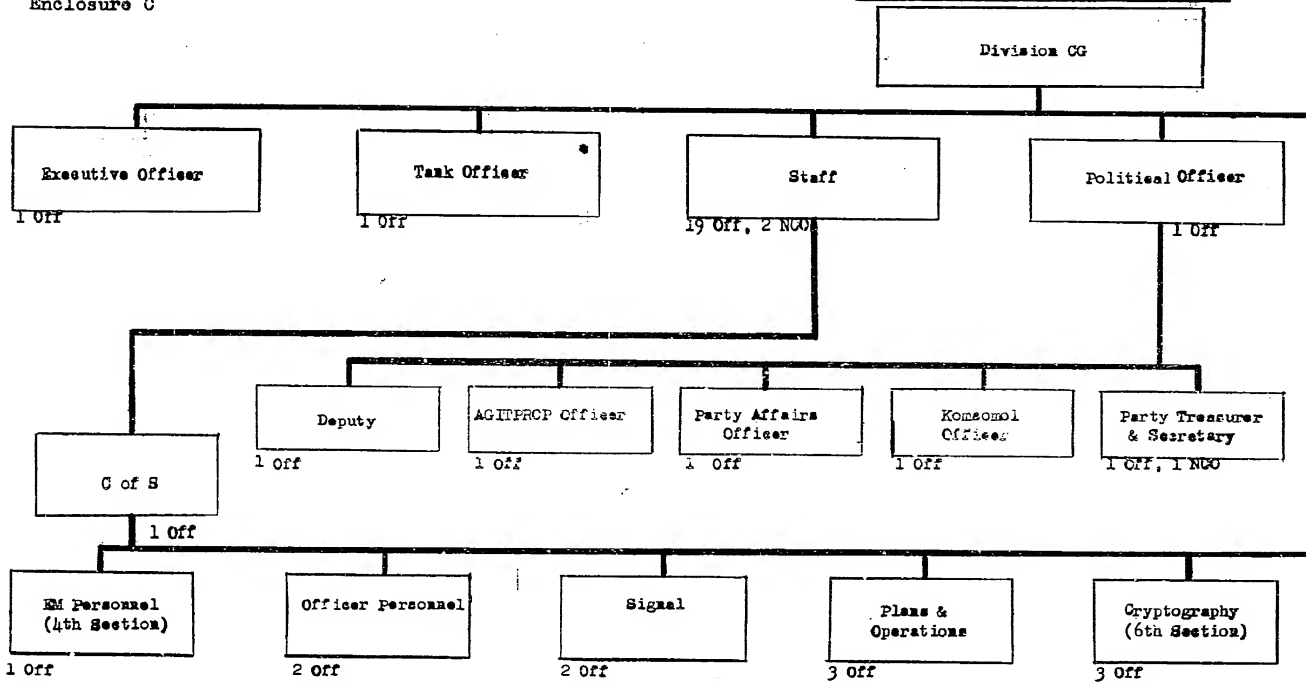 Enclosure C
Division CG
Executive Officer
1 Off
Tank Officer
*
1 Off
Staff
19 Off, 2 NCO
Political Officer
1 Off
Deputy
1 Off
AGITPROP Officer
1 Off
Party Affairs
Officer
1 Off
Komsomol
Officer
1 Off
Party Treasurer
& Secretary
1 Off, 1 NCO
C of S
1 Off
EM Personnel
(4th Section)
1 Off
Officer Personnel
2 Off
Signal
2 Off
Plans &
Operations
3 Off
Cryptography
(6th Section)
3 Off